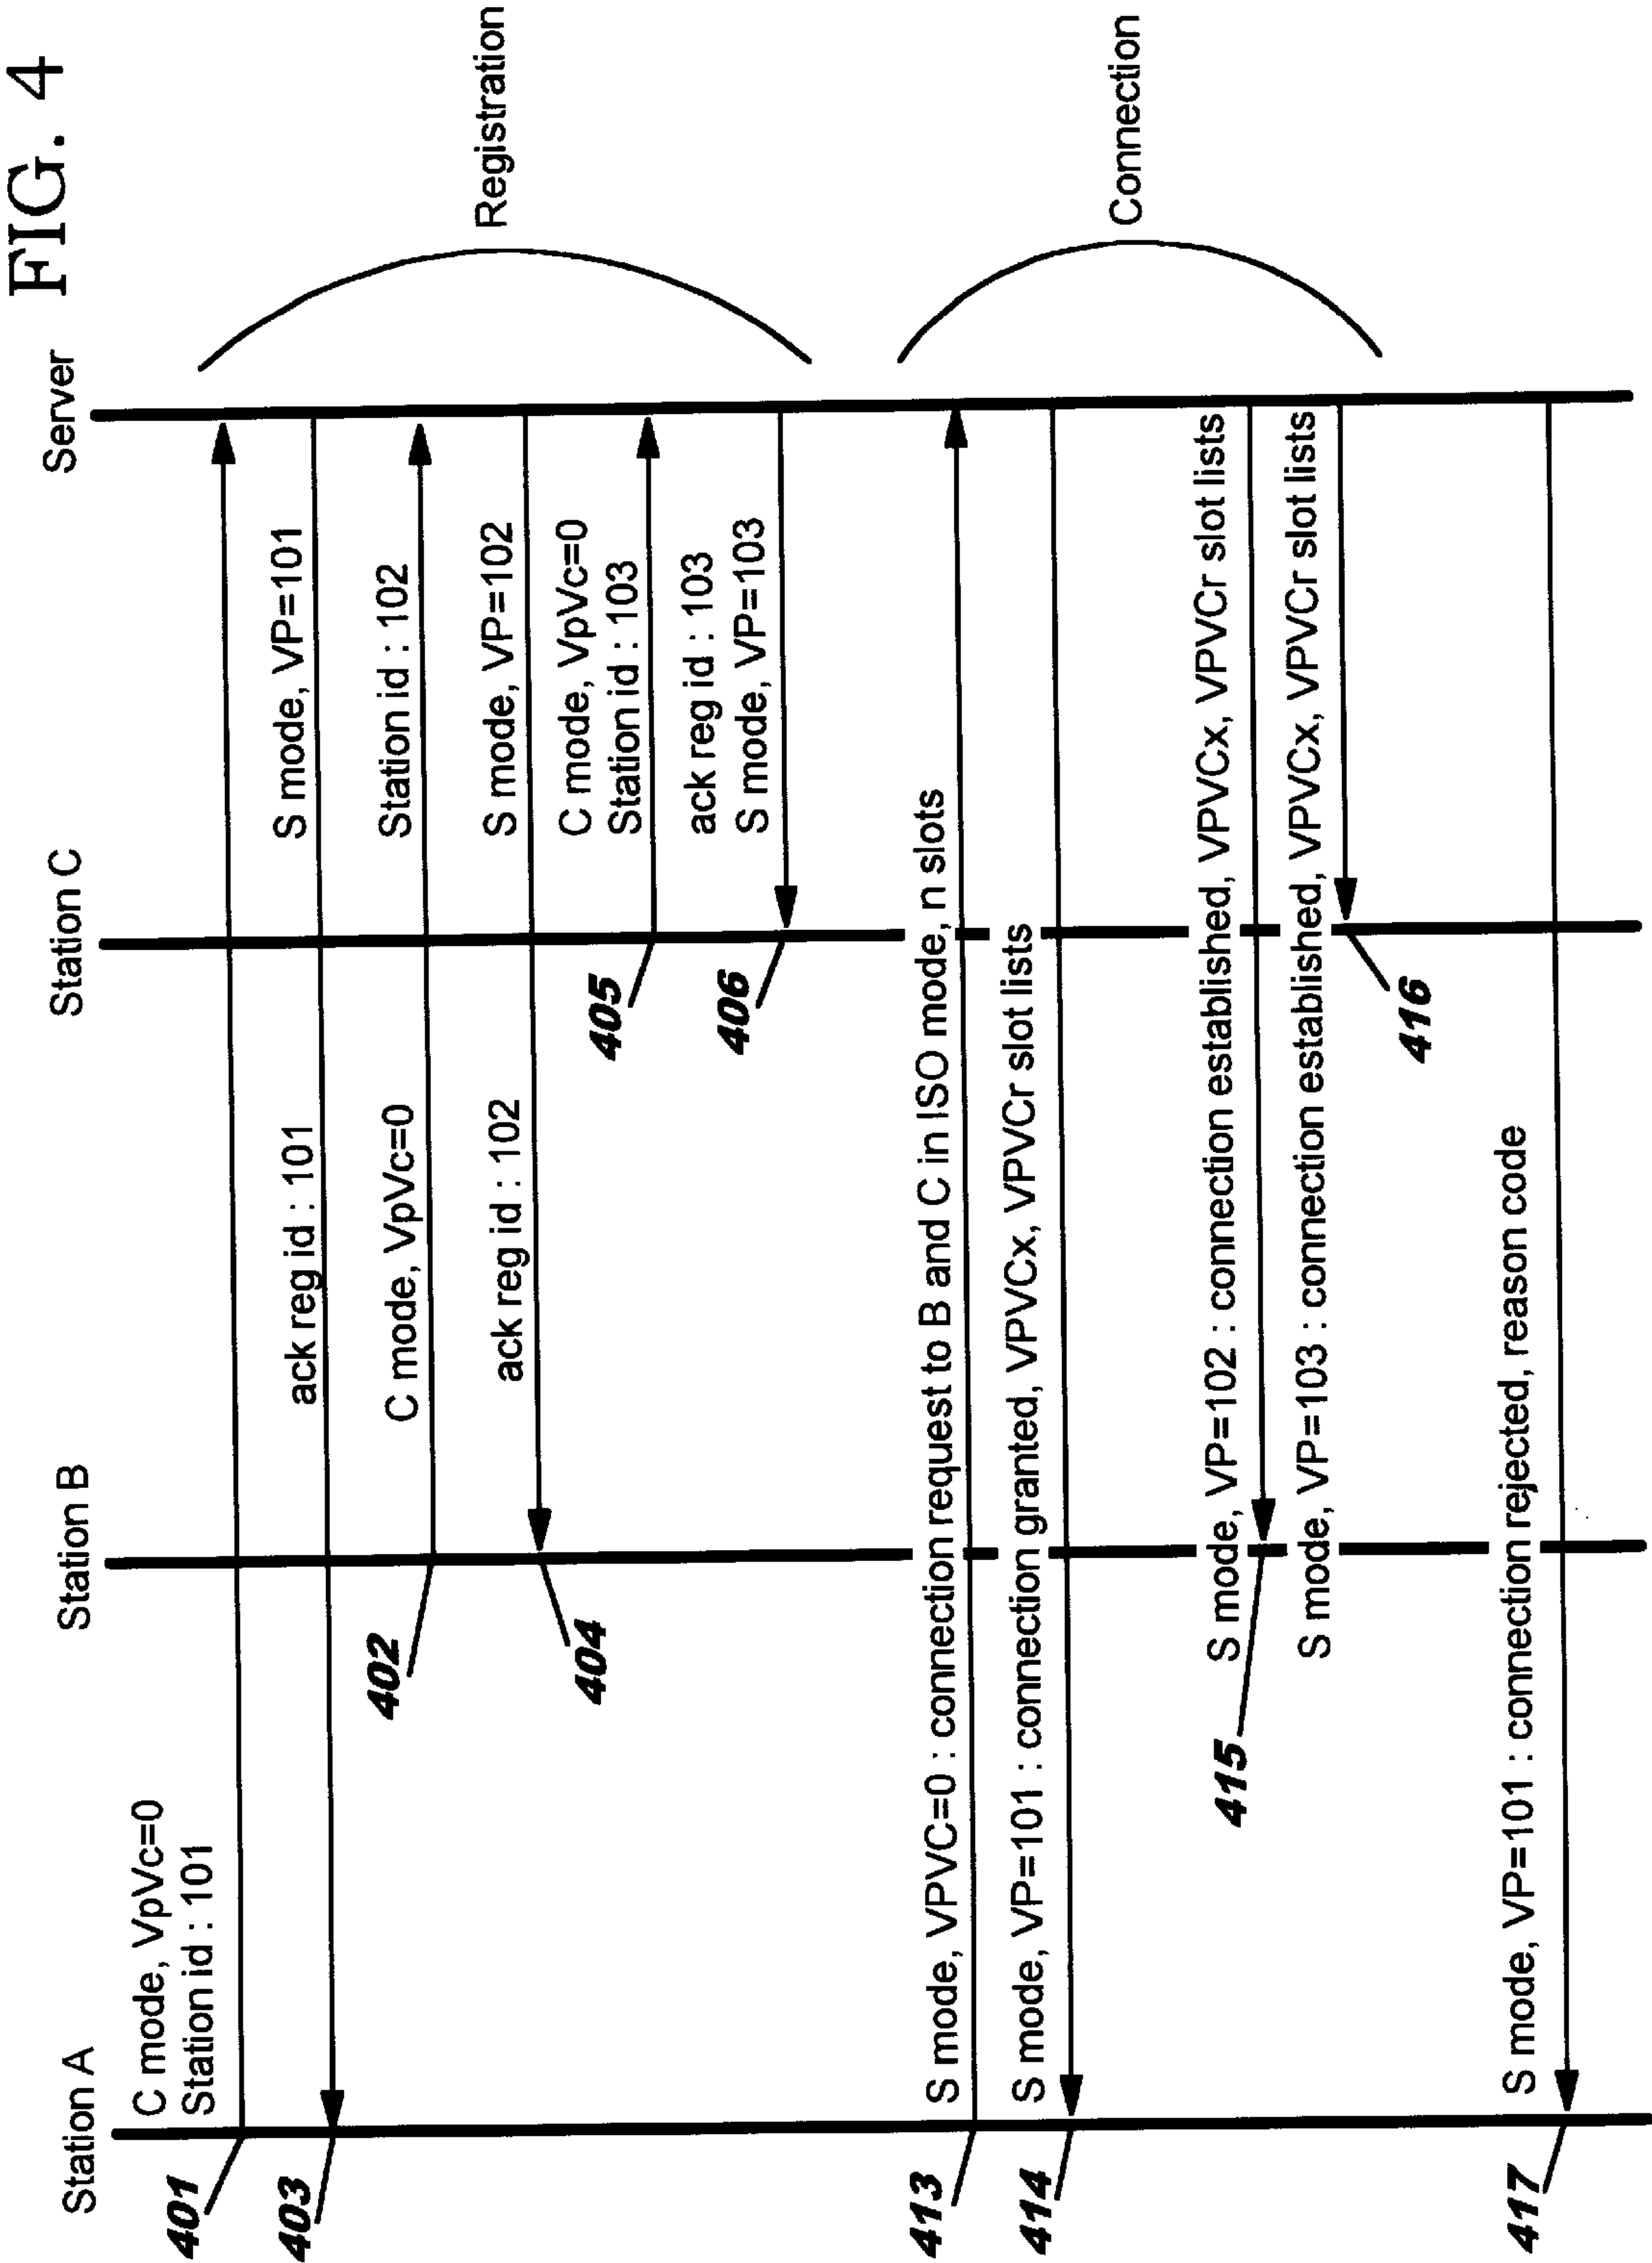 FIG. 4
Station A
Station B
Station C
Server
C mode, VpVc=0
Station id : 101
401
ack reg id : 101
S mode, VP=101
403
C mode, VpVc=0
Station id : 102
402
ack reg id : 102
S mode, VP=102
404
C mode, VpVc=0
Station id : 103
405
ack reg id : 103
S mode, VP=103
406
Registration
S mode, VPVC=0 : connection request to B and C in ISO mode, n slots
413
S mode, VP=101 : connection granted, VPVCx, VPVCr slot lists
414
S mode, VP=102 : connection established, VPVCx, VPVCr slot lists
415
S mode, VP=103 : connection established, VPVCx, VPVCr slot lists
416
Connection
S mode, VP=101 : connection rejected, reason code
417